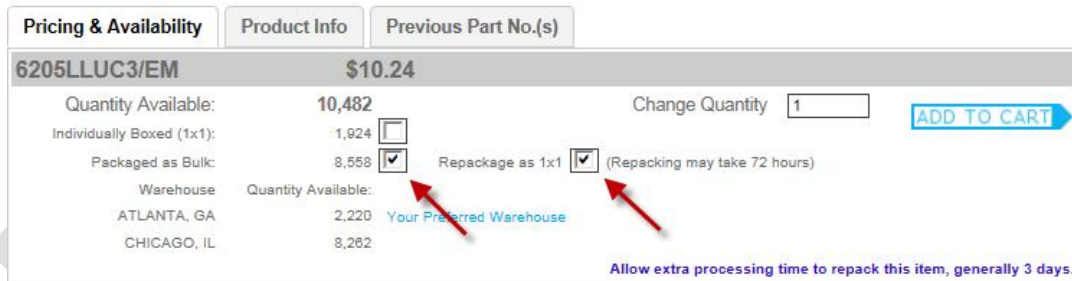 Pricing & Availability Product Info Previous Part No.(s)
6205LLUC3/EM $10.24
Quantity Available: 10,482 Change Quantity 1 ADD TO CART
Individually Boxed (1x1): 1,924
Packaged as Bulk: 8,558 Repackage as 1x1 (Repacking may take 72 hours)
Warehouse Quantity Available:
ATLANTA, GA 2,220 Your Preferred Warehouse
CHICAGO, IL 8,262
Allow extra processing time to repack this item, generally 3 days.